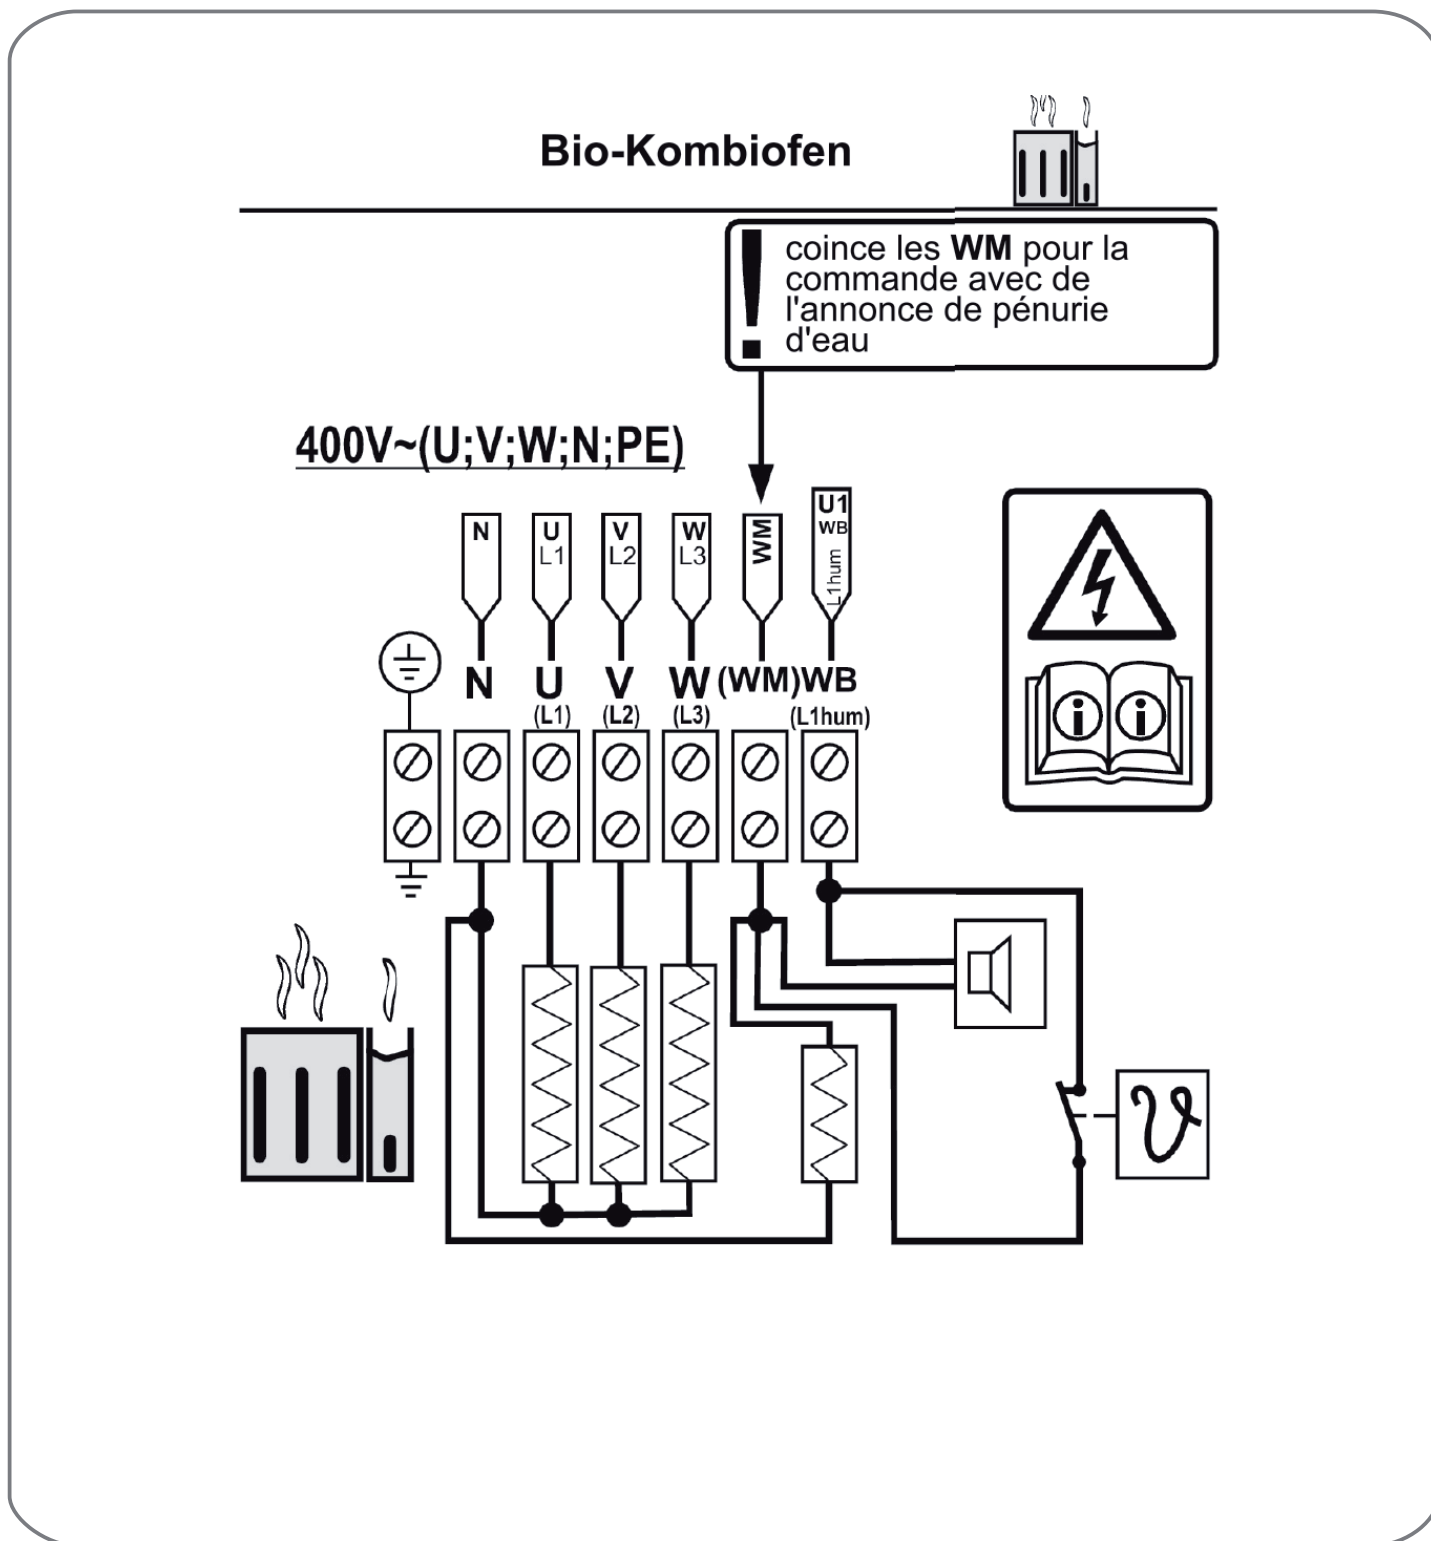 Bio-Kombiofen
! coince les WM pour la
commande avec de
l'annonce de pénurie
d'eau
400V~(U;V;W;N;PE)
N
U
L1
V
L2
W
L3
WM
U1
WB
L1hum
N U V W (WM) WB
(L1) (L2) (L3) (L1hum)
i i
ϑ